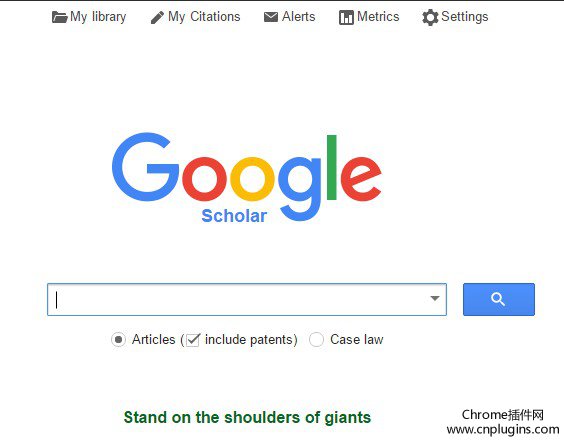 My library My Citations Alerts Metrics Settings
Google
Scholar
Articles (include patents) Case law
Stand on the shoulders of giants
Chrome插件网
www.cnplugins.com